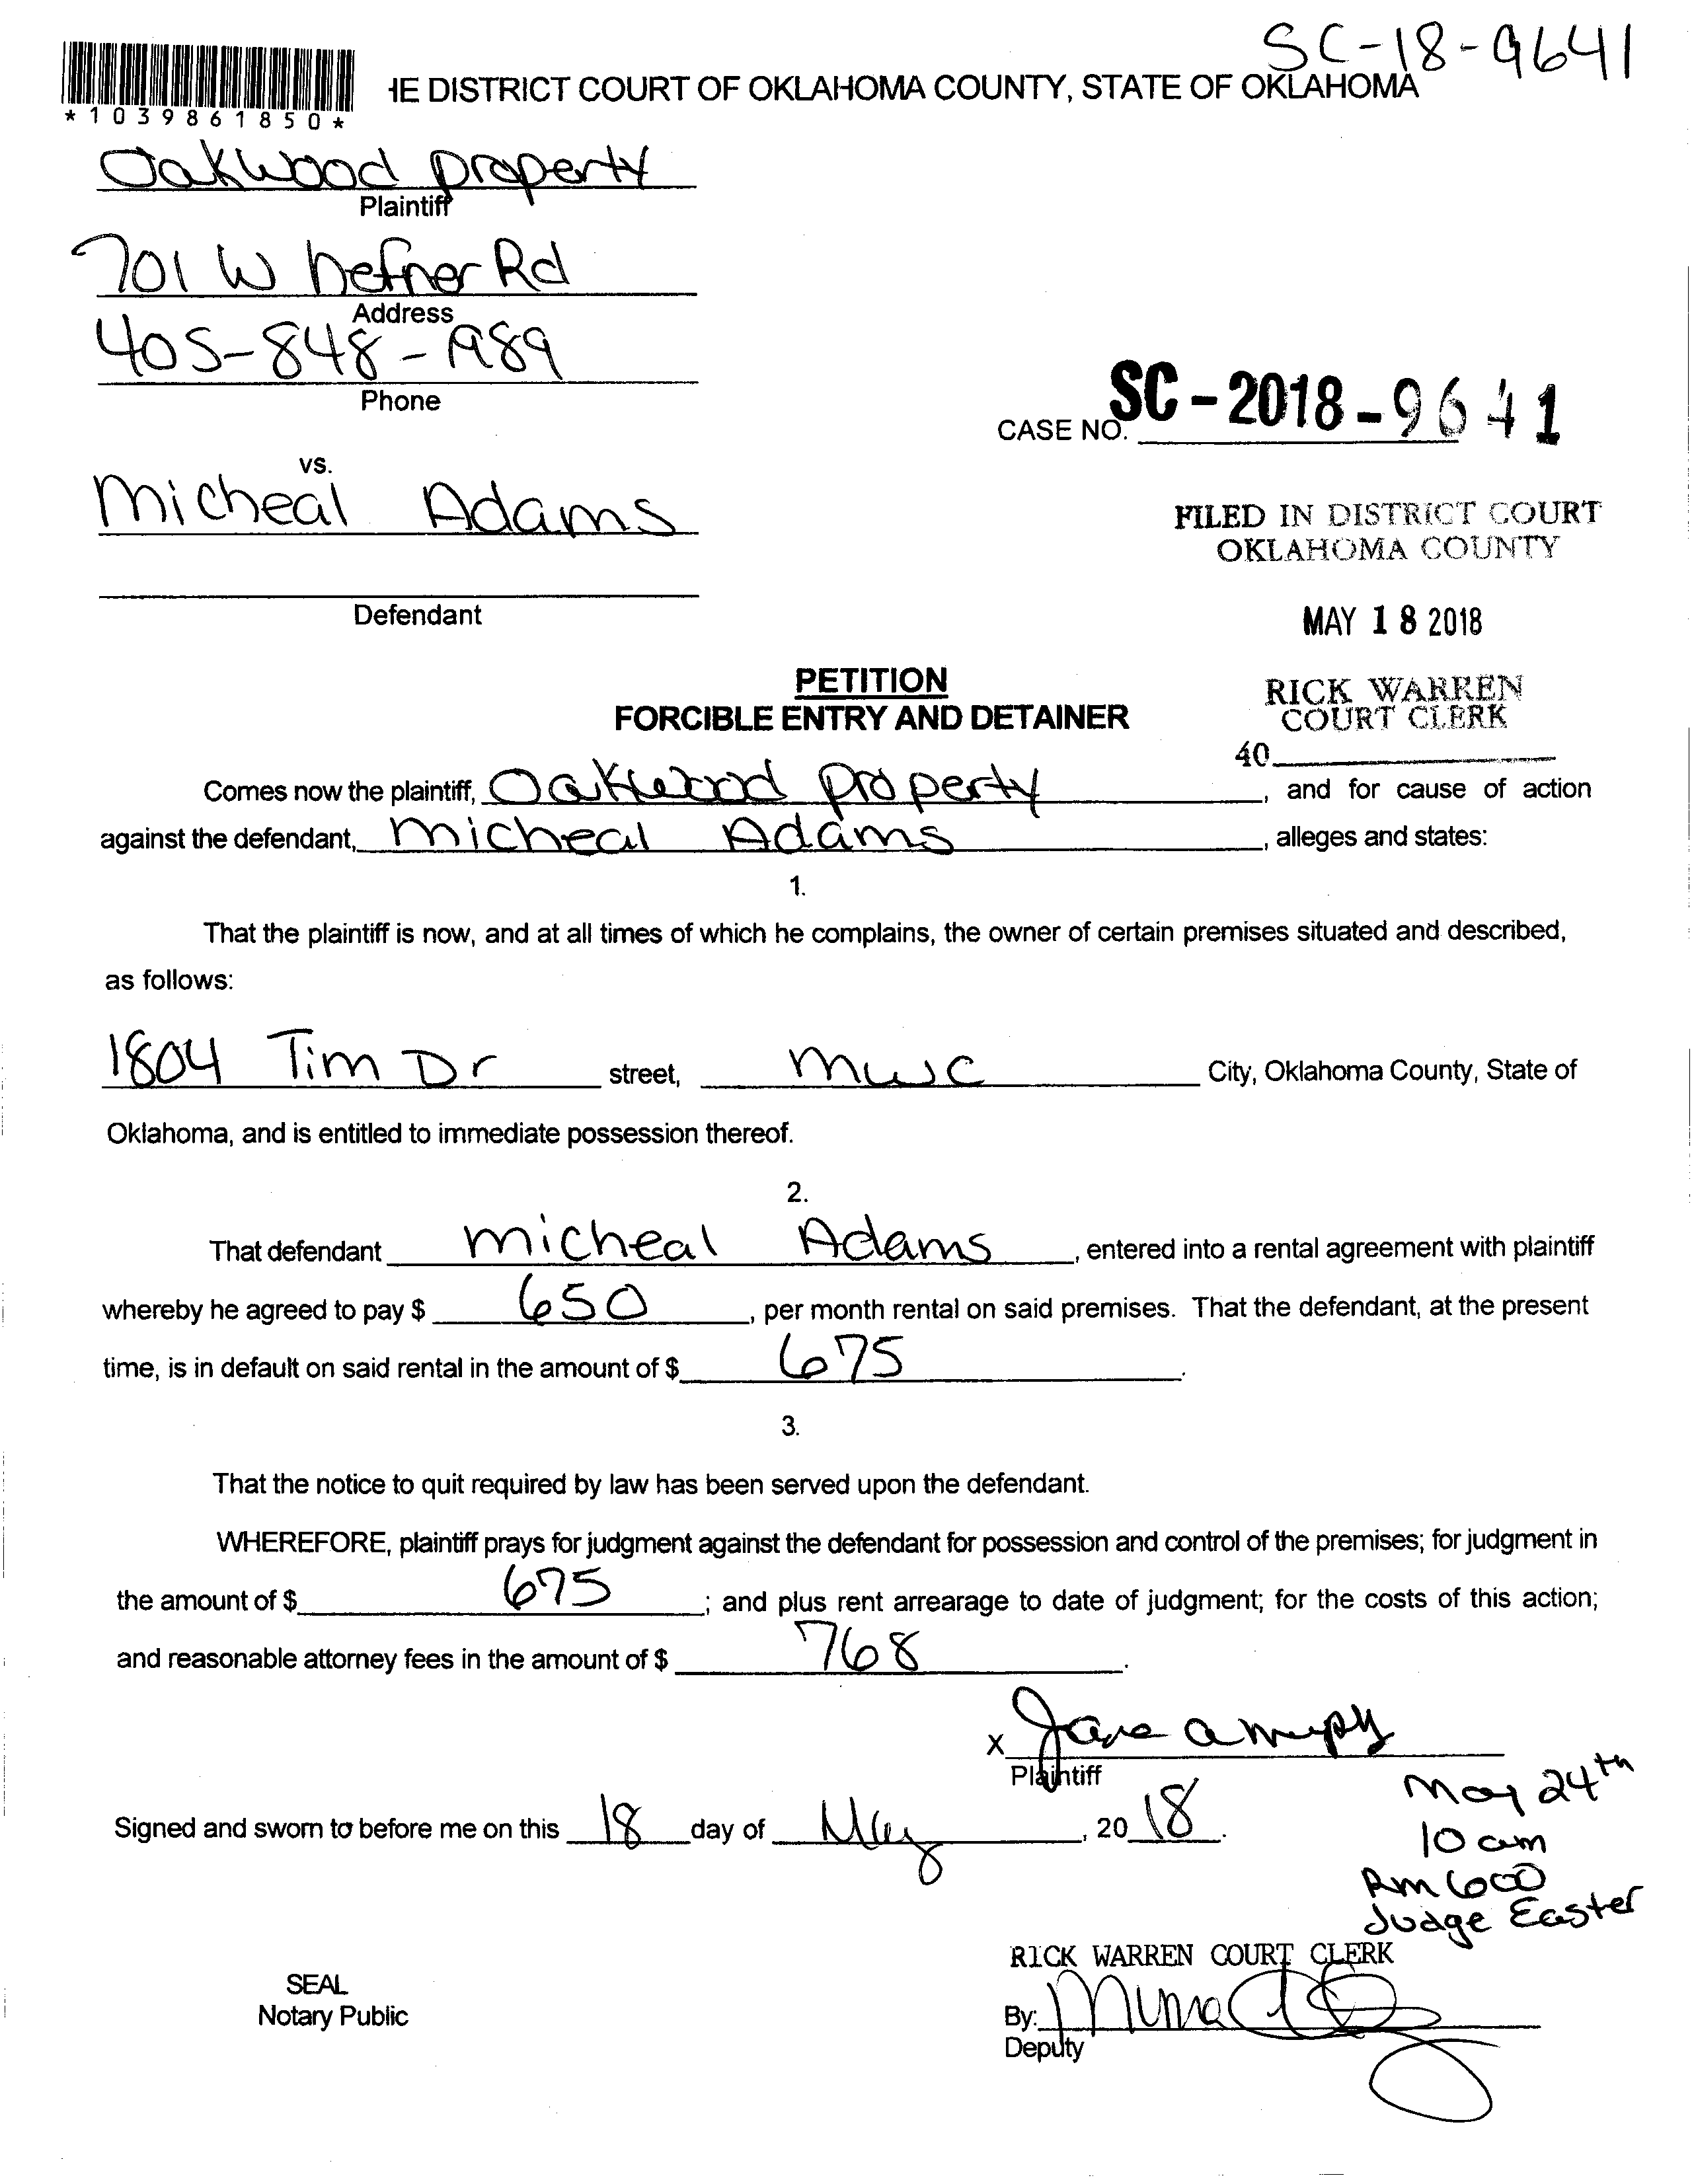 SC-18-9641
HE DISTRICT COURT OF OKLAHOMA COUNTY, STATE OF OKLAHOMA
*1039861850*
Oakwood property
Plaintiff
701 W hefner Rd
Address
405-848-1989
Phone
CASE NO. SC-2018-9641
vs.
Micheal Adams
FILED IN DISTRICT COURT
OKLAHOMA COUNTY
Defendant
MAY 18 2018
PETITION
FORCIBLE ENTRY AND DETAINER
RICK WARREN
COURT CLERK
40
Comes now the plaintiff, Oakwood property, and for cause of action
against the defendant, Micheal Adams, alleges and states:
1.
That the plaintiff is now, and at all times of which he complains, the owner of certain premises situated and described,
as follows:
1804 Tim Dr street, MWC City, Oklahoma County, State of
Oklahoma, and is entitled to immediate possession thereof.
2.
That defendant Micheal Adams, entered into a rental agreement with plaintiff
whereby he agreed to pay $ 650, per month rental on said premises. That the defendant, at the present
time, is in default on said rental in the amount of $ 675.
3.
That the notice to quit required by law has been served upon the defendant.
WHEREFORE, plaintiff prays for judgment against the defendant for possession and control of the premises; for judgment in
the amount of $ 675; and plus rent arrearage to date of judgment; for the costs of this action;
and reasonable attorney fees in the amount of $ 768.
X
Plaintiff
Signed and sworn to before me on this 18 day of May, 2018.
May 24th
10 am
Rm 600
Judge Easter
RICK WARREN COURT CLERK
SEAL
Notary Public
By:
Deputy